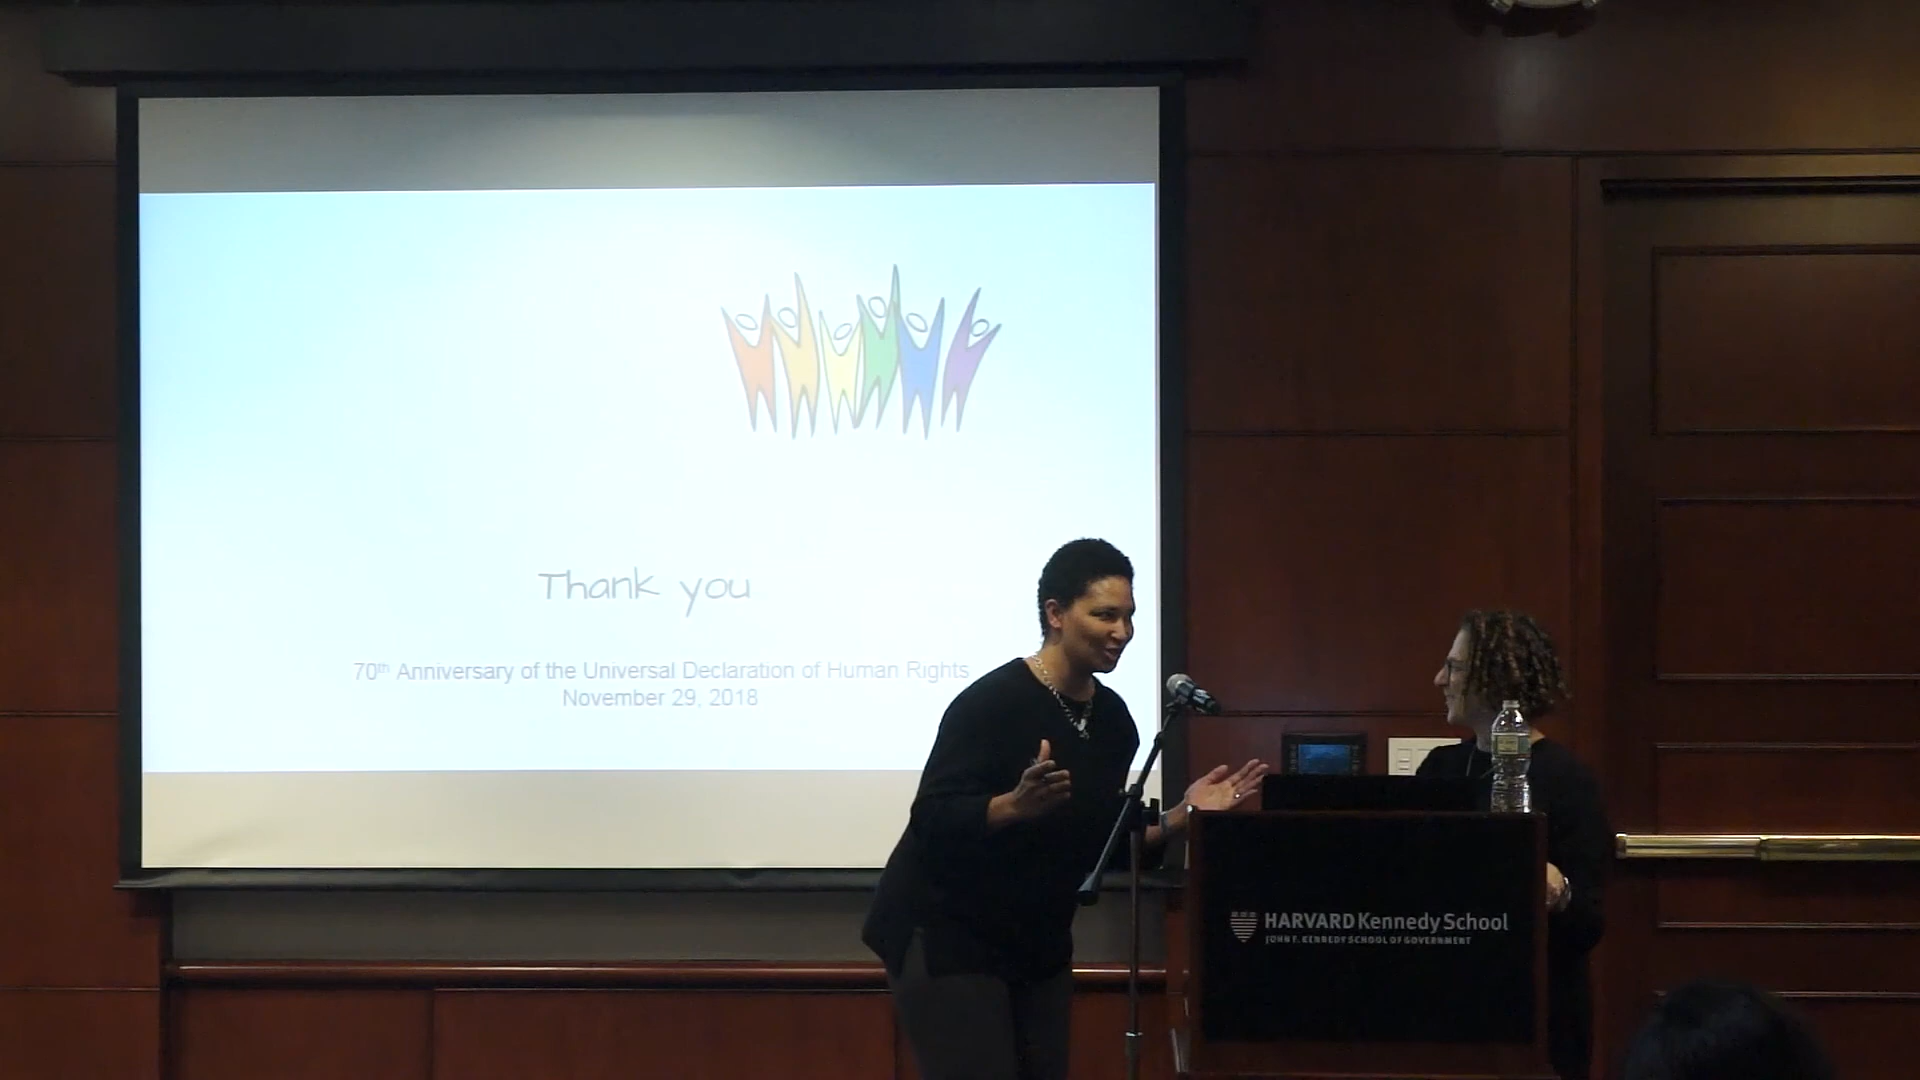 Thank you
70th Anniversary of the Universal Declaration of Human Rights
November 29, 2018
HARVARD Kennedy School
JOHN F. KENNEDY SCHOOL OF GOVERNMENT